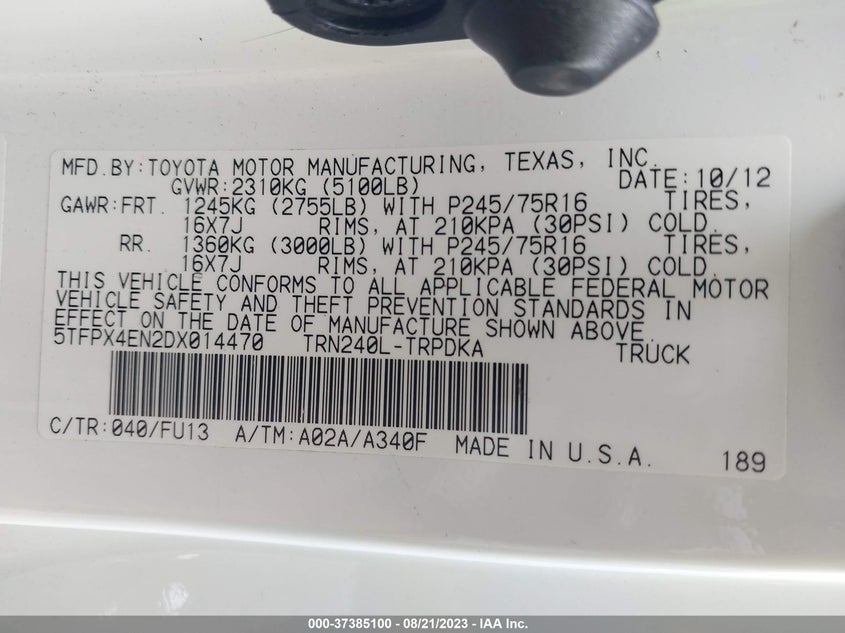 MFD.BY:TOYOTA MOTOR MANUFACTURING, TEXAS, INC.
GVWR:2310KG (5100LB) DATE:10/12
GAWR:FRT. 1245KG (2755LB) WITH P245/75R16 TIRES,
16X7J RIMS, AT 210KPA (30PSI) COLD.
RR. 1360KG (3000LB) WITH P245/75R16 TIRES,
16X7J RIMS, AT 210KPA (30PSI) COLD.
THIS VEHICLE CONFORMS TO ALL APPLICABLE FEDERAL MOTOR
VEHICLE SAFETY AND THEFT PREVENTION STANDARDS IN
EFFECT ON THE DATE OF MANUFACTURE SHOWN ABOVE.
5TFPX4EN2DX014470 TRN240L-TRPDKA TRUCK
C/TR:040/FU13 A/TM:A02A/A340F MADE IN U.S.A. 189
000-37385100 - 08/21/2023 - IAA Inc.